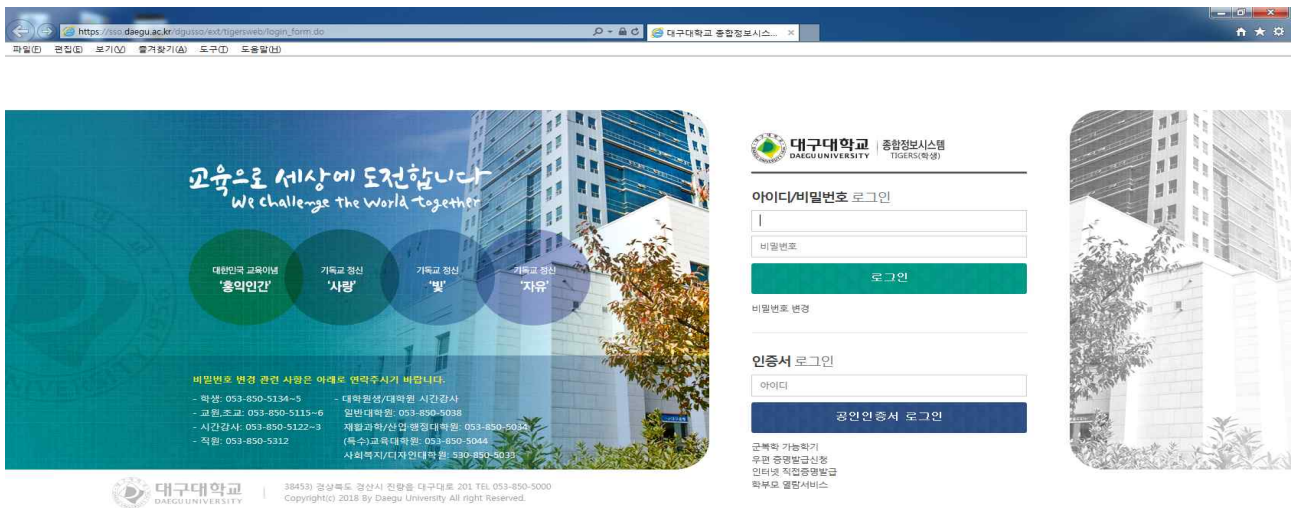 https://sso.daegu.ac.kr/dgusso/ext/tigersweb/login_form.do
대구대학교 종합정보시스...
파일(F) 편집(E) 보기(V) 즐겨찾기(A) 도구(T) 도움말(H)
교육으로 세상에 도전합니다
We challenge the World together
대한민국 교육이념
'홍익인간'
기독교 정신
'사랑'
기독교 정신
'빛'
기독교 정신
'자유'
비밀번호 변경 관련 사항은 아래로 연락주시기 바랍니다.
- 학생: 053-850-5134~5
- 교원,조교: 053-850-5115~6
- 시간강사: 053-850-5122~3
- 직원: 053-850-5312
- 대학원생/대학원 시간강사
일반대학원: 053-850-5038
재활과학/산업·행정대학원: 053-850-5034
(특수)교육대학원: 053-850-5044
사회복지/디자인대학원: 530-850-5033
대구대학교
DAEGU UNIVERSITY
종합정보시스템
TIGERS(학생)
아이디/비밀번호 로그인
비밀번호
로그인
비밀번호 변경
인증서 로그인
아이디
공인인증서 로그인
군복학 가능학기
우편 증명발급신청
인터넷 직접증명발급
학부모 열람서비스
대구대학교
DAEGU UNIVERSITY
38453) 경상북도 경산시 진량읍 대구대로 201 TEL 053-850-5000
Copyright(c) 2018 By Daegu University All right Reserved.